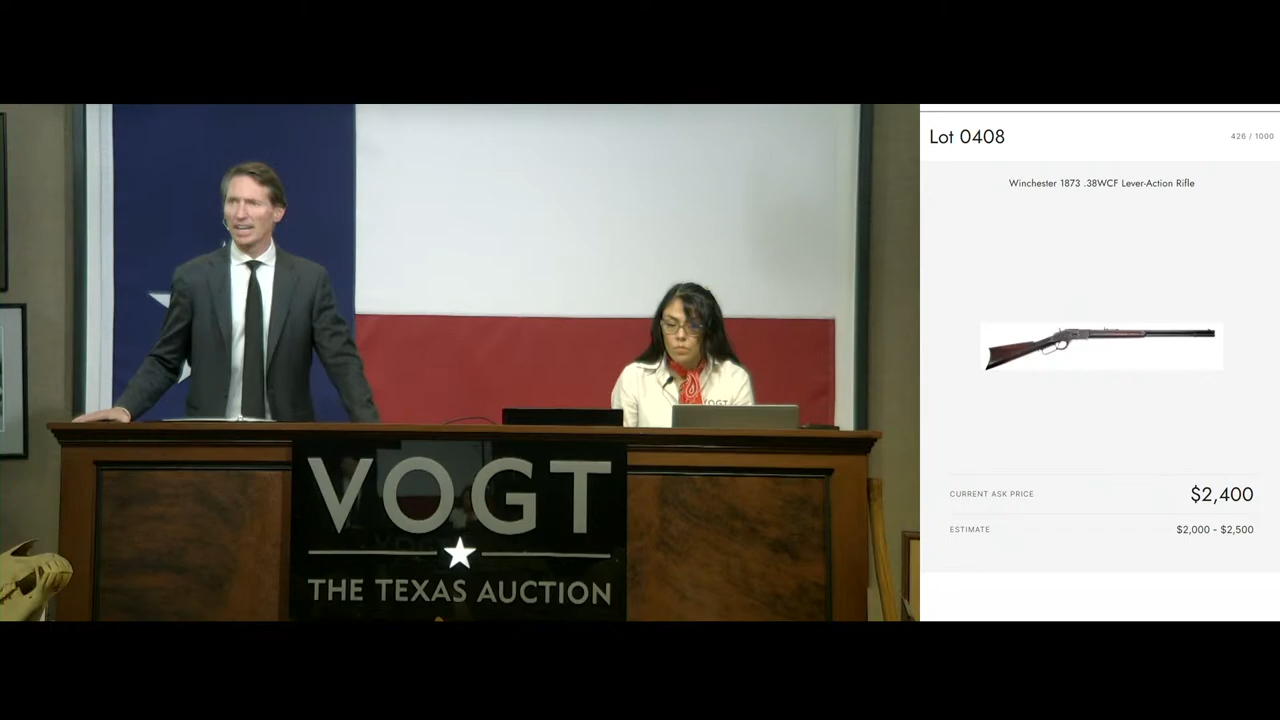 VOGT
VOGT
THE TEXAS AUCTION
Lot 0408
426 / 1000
Winchester 1873 .38WCF Lever-Action Rifle
CURRENT ASK PRICE
$2,400
ESTIMATE
$2,000 - $2,500